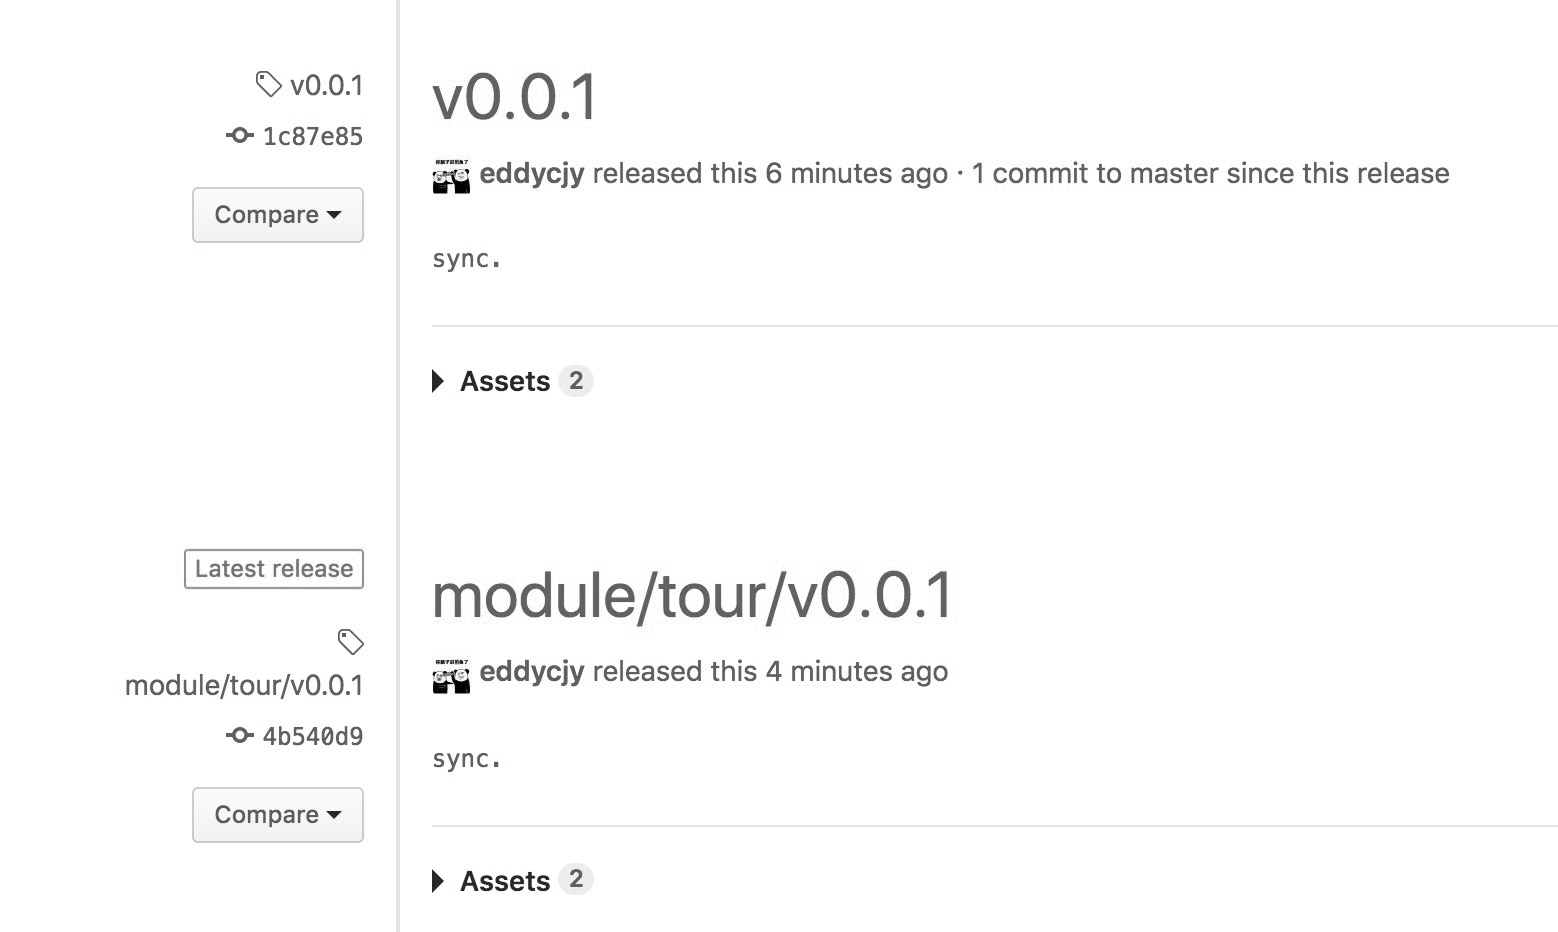 v0.0.1
1c87e85
Compare
v0.0.1
eddycjy released this 6 minutes ago · 1 commit to master since this release
sync.
Assets 2
Latest release
module/tour/v0.0.1
4b540d9
Compare
module/tour/v0.0.1
eddycjy released this 4 minutes ago
sync.
Assets 2